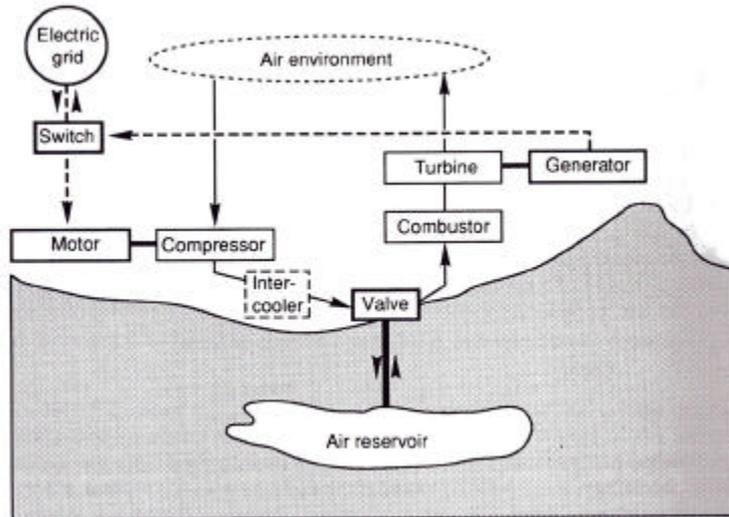 Electric
grid
Air environment
Switch
Turbine
Generator
Combustor
Motor
Compressor
Inter-
cooler
Valve
Air reservoir